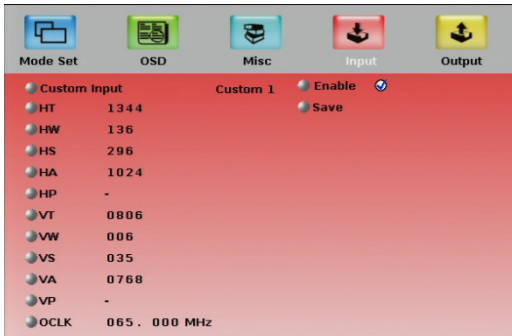 Mode Set OSD Misc Input Output
Custom Input Custom 1 Enable
HT 1344 Save
HW 136
HS 296
HA 1024
HP -
VT 0806
VW 006
VS 035
VA 0768
VP -
OCLK 065. 000 MHz